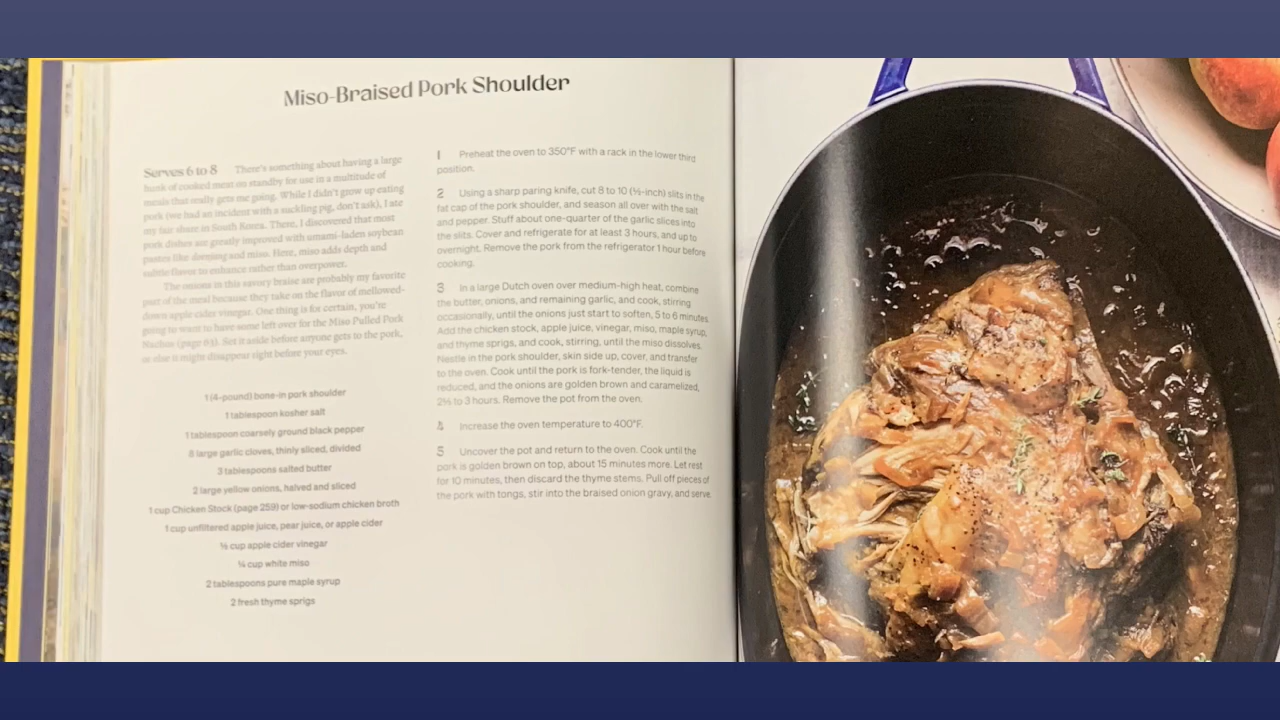 Miso-Braised Pork Shoulder
Serves 6 to 8 There's something about having a large
hunk of cooked meat on standby for use in a multitude of
meals that really gets me going. While I didn't grow up eating
pork (we had an incident with a suckling pig, don't ask), I ate
my fair share in South Korea. There, I discovered that most
pork dishes are greatly improved with umami-laden soybean
pastes like doenjang and miso. Here, miso adds depth and
subtle flavor to enhance rather than overpower.
The onions in this savory braise are probably my favorite
part of the meal because they take on the flavor of mellowed-
down apple cider vinegar. One thing is for certain, you're
going to want to have some left over for the Miso Pulled Pork
Nachos (page 63). Set it aside before anyone gets to the pork,
or else it might disappear right before your eyes.
1 (4-pound) bone-in pork shoulder
1 tablespoon kosher salt
1 tablespoon coarsely ground black pepper
8 large garlic cloves, thinly sliced, divided
3 tablespoons salted butter
2 large yellow onions, halved and sliced
1 cup Chicken Stock (page 259) or low-sodium chicken broth
1 cup unfiltered apple juice, pear juice, or apple cider
cup apple cider vinegar
¼ cup white miso
2 tablespoons pure maple syrup
2 fresh thyme sprigs
1 Preheat the oven to 350°F with a rack in the lower third
position.
2 Using a sharp paring knife, cut 8 to 10 (½-inch) slits in the
fat cap of the pork shoulder, and season all over with the salt
and pepper. Stuff about one-quarter of the garlic slices into
the slits. Cover and refrigerate for at least 3 hours, and up to
overnight. Remove the pork from the refrigerator 1 hour before
cooking.
3 In a large Dutch oven over medium-high heat, combine
the butter, onions, and remaining garlic, and cook, stirring
occasionally, until the onions just start to soften, 5 to 6 minutes.
Add the chicken stock, apple juice, vinegar, miso, maple syrup,
and thyme sprigs, and cook, stirring, until the miso dissolves.
Nestle in the pork shoulder, skin side up, cover, and transfer
to the oven. Cook until the pork is fork-tender, the liquid is
reduced, and the onions are golden brown and caramelized,
2½ to 3 hours. Remove the pot from the oven.
4 Increase the oven temperature to 400°F.
5 Uncover the pot and return to the oven. Cook until the
pork is golden brown on top, about 15 minutes more. Let rest
for 10 minutes, then discard the thyme stems. Pull off pieces of
the pork with tongs, stir into the braised onion gravy, and serve.